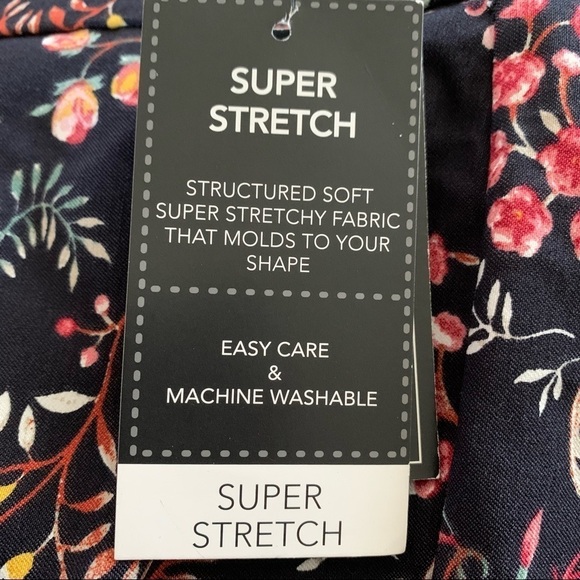 SUPER
STRETCH
STRUCTURED SOFT
SUPER STRETCHY FABRIC
THAT MOLDS TO YOUR
SHAPE
EASY CARE
&
MACHINE WASHABLE
SUPER
STRETCH